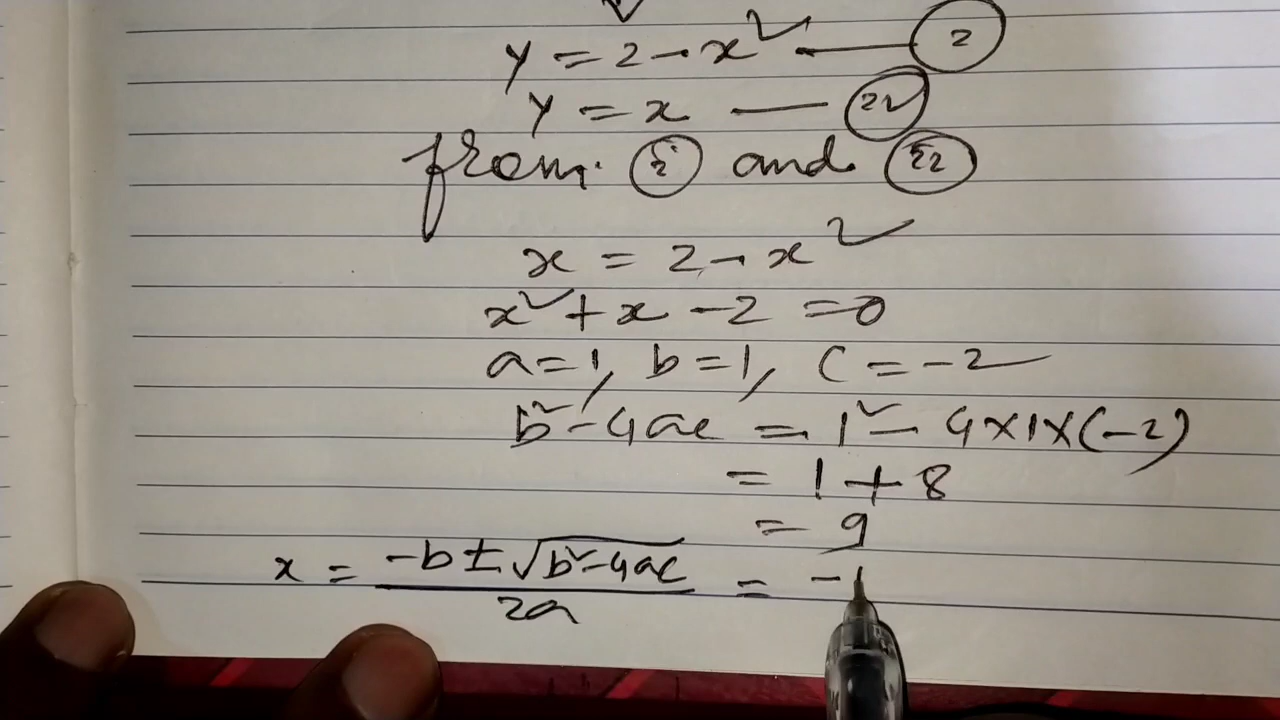 y = 2 - x² — (i)
y = x — (ii)
from (i) and (ii)
x = 2 - x²
x² + x - 2 = 0
a = 1, b = 1, c = -2
b² - 4ac = 1² - 4×1×(-2)
= 1 + 8
= 9
x = (-b ± √(b² - 4ac))/2a = -1